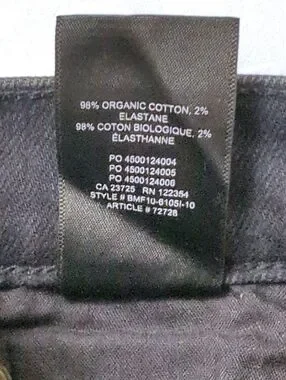 98% ORGANIC COTTON, 2%
ELASTANE
98% COTON BIOLOGIQUE, 2%
ÉLASTHANNE
PO 4500124004
PO 4500124005
PO 4500124006
CA 23725 RN 122354
STYLE # BMF10-6105I-10
ARTICLE # 72728